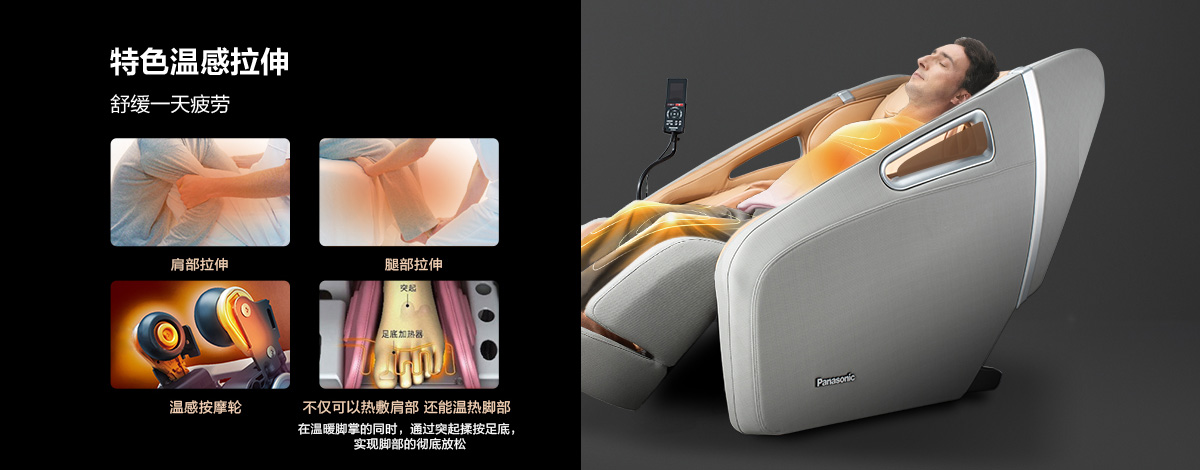 特色温感拉伸
舒缓一天疲劳
肩部拉伸
腿部拉伸
突起
足底加热器
温感按摩轮
不仅可以热敷肩部 还能温热脚部
在温暖脚掌的同时，通过突起揉按足底，
实现脚部的彻底放松
Panasonic